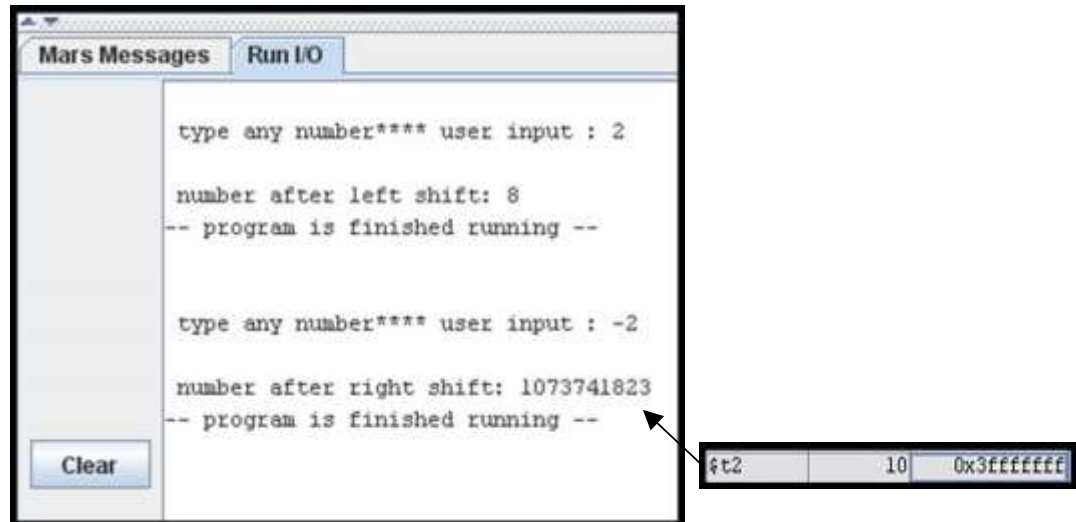 Mars Messages Run I/O
type any number**** user input : 2
number after left shift: 8
-- program is finished running --
type any number**** user input : -2
number after right shift: 1073741823
-- program is finished running --
Clear
$t2 10 0x3fffffff